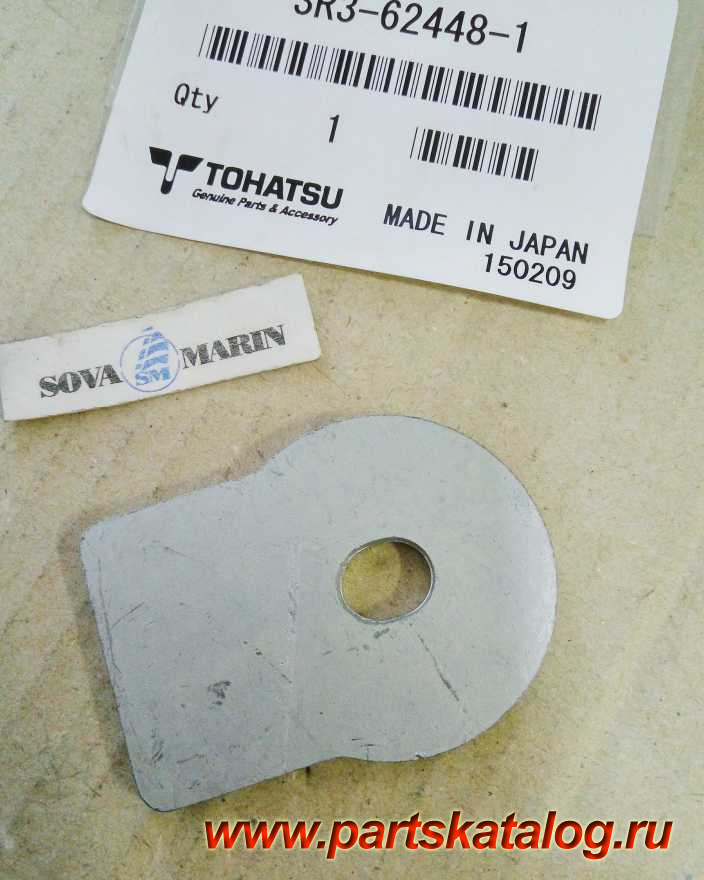 3R3-62448-1
Qty
1
TOHATSU
Genuine Parts & Accessory
MADE IN JAPAN
150209
SOVA SM MARIN
www.partskatalog.ru